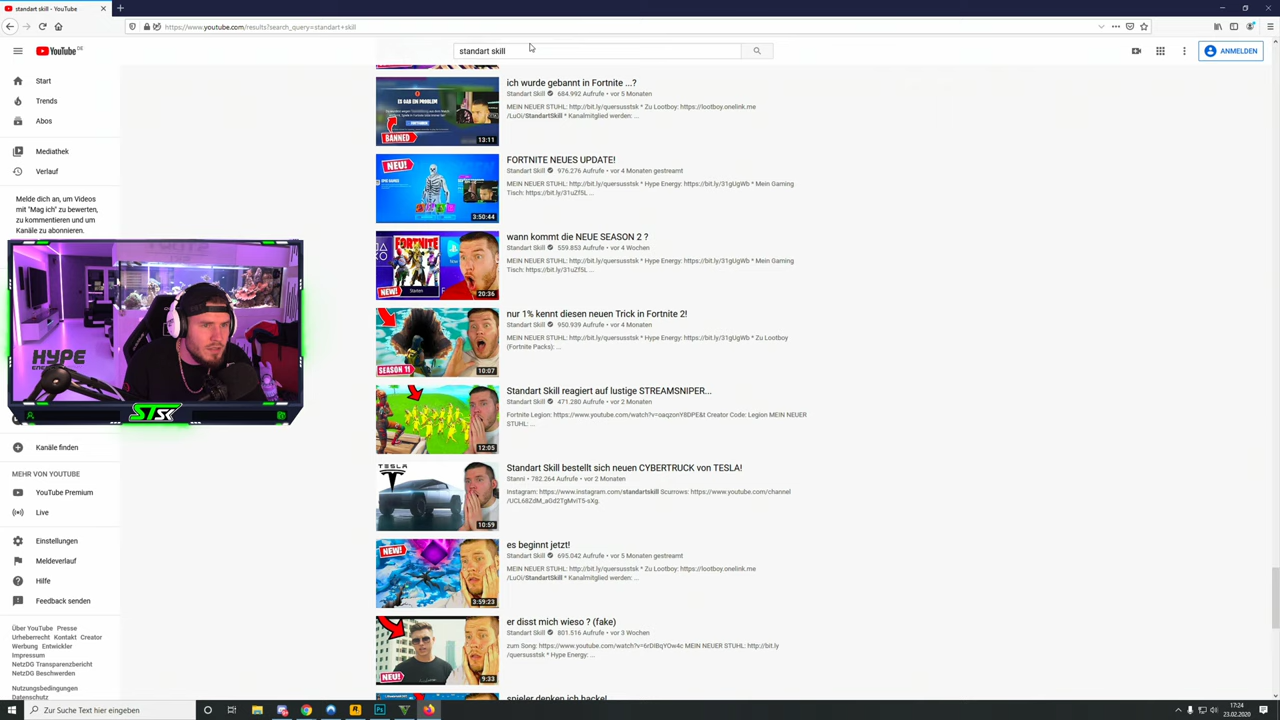 standart skill - YouTube
https://www.youtube.com/results?search_query=standart+skill
YouTube DE
standart skill
ANMELDEN
Start
Trends
Abos
Mediathek
Verlauf
Melde dich an, um Videos
mit "Mag ich" zu bewerten,
zu kommentieren und um
Kanäle zu abonnieren.
HYPE
STSK
Kanäle finden
MEHR VON YOUTUBE
YouTube Premium
Live
Einstellungen
Meldeverlauf
Hilfe
Feedback senden
Über YouTube Presse
Urheberrecht Kontakt Creator
Werbung Entwickler
Impressum
NetzDG Transparenzbericht
NetzDG Beschwerden
Nutzungsbedingungen
Datenschutz
ES GAB EIN PROBLEM
BANNED
13:11
ich wurde gebannt in Fortnite ...?
Standart Skill 684.992 Aufrufe • vor 5 Monaten
MEIN NEUER STUHL: http://bit.ly/quersusstsk * Zu Lootboy: https://lootboy.onelink.me
/LuOi/StandartSkill * Kanalmitglied werden: ...
NEU!
3:50:44
FORTNITE NEUES UPDATE!
Standart Skill 976.276 Aufrufe • vor 4 Monaten gestreamt
MEIN NEUER STUHL: http://bit.ly/quersusstsk * Hype Energy: https://bit.ly/31gUgWb * Mein Gaming
Tisch: https://bit.ly/31uZf5L ...
FORTNITE
Starten
NEW!
20:36
wann kommt die NEUE SEASON 2 ?
Standart Skill 559.853 Aufrufe • vor 4 Wochen
MEIN NEUER STUHL: http://bit.ly/quersusstsk * Hype Energy: https://bit.ly/31gUgWb * Mein Gaming
Tisch: https://bit.ly/31uZf5L ...
SEASON 11
10:07
nur 1% kennt diesen neuen Trick in Fortnite 2!
Standart Skill 950.939 Aufrufe • vor 4 Monaten
MEIN NEUER STUHL: http://bit.ly/quersusstsk * Hype Energy: https://bit.ly/31gUgWb * Zu Lootboy
(Fortnite Packs): ...
12:05
Standart Skill reagiert auf lustige STREAMSNIPER...
Standart Skill 471.280 Aufrufe • vor 2 Monaten
Fortnite Legion: https://www.youtube.com/watch?v=oaqzonY8DPE&t Creator Code: Legion MEIN NEUER
STUHL: ...
TESLA
10:59
Standart Skill bestellt sich neuen CYBERTRUCK von TESLA!
Stanni • 782.264 Aufrufe • vor 2 Monaten
Instagram: https://www.instagram.com/standartskill Scurrows: https://www.youtube.com/channel
/UCL68ZdM_aGd2TgMviT5-sXg.
NEW!
3:59:23
es beginnt jetzt!
Standart Skill 695.042 Aufrufe • vor 5 Monaten gestreamt
MEIN NEUER STUHL: http://bit.ly/quersusstsk * Zu Lootboy: https://lootboy.onelink.me
/LuOi/StandartSkill * Kanalmitglied werden: ...
NEU!
9:33
er disst mich wieso ? (fake)
Standart Skill 801.516 Aufrufe • vor 3 Wochen
zum Song: https://www.youtube.com/watch?v=6rDIBqYOw4c MEIN NEUER STUHL: http://bit.ly
/quersusstsk * Hype Energy: ...
spieler denken ich hacke!
Zur Suche Text hier eingeben
17:24
23.02.2020